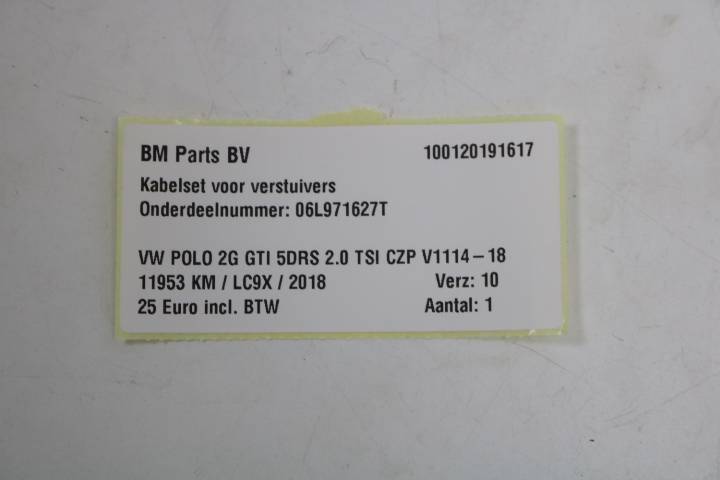 BM Parts BV 100120191617
Kabelset voor verstuivers
Onderdeelnummer: 06L971627T
VW POLO 2G GTI 5DRS 2.0 TSI CZP V1114-18
11953 KM / LC9X / 2018 Verz: 10
25 Euro incl. BTW Aantal: 1